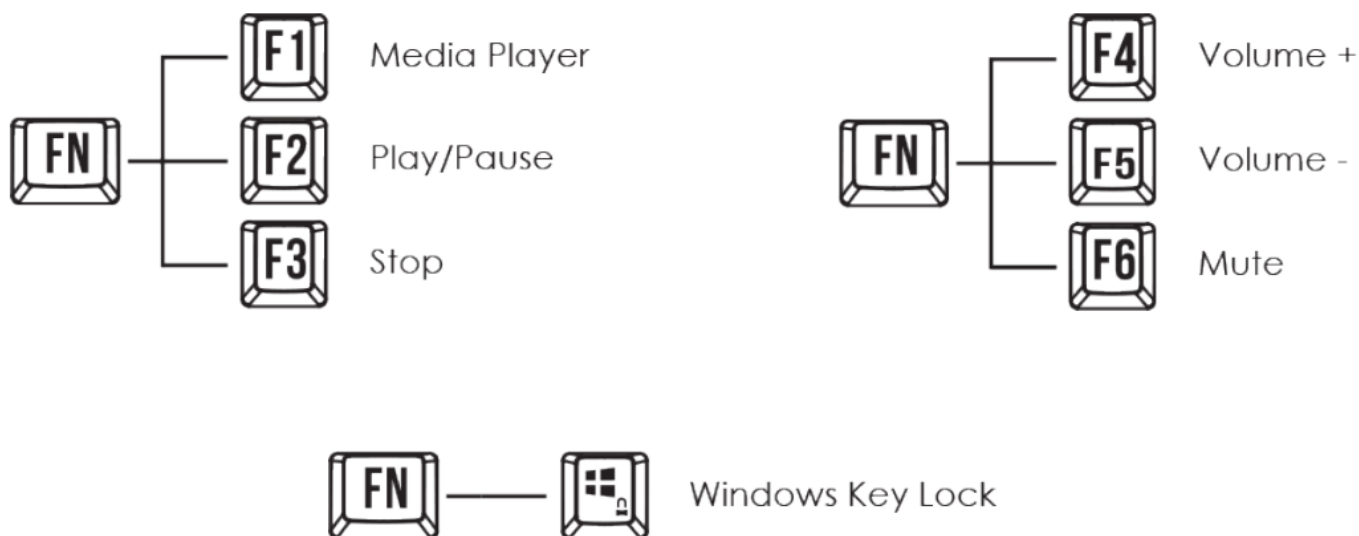 F1 Media Player
FN F2 Play/Pause
F3 Stop
F4 Volume +
FN F5 Volume -
F6 Mute
FN Windows Key Lock